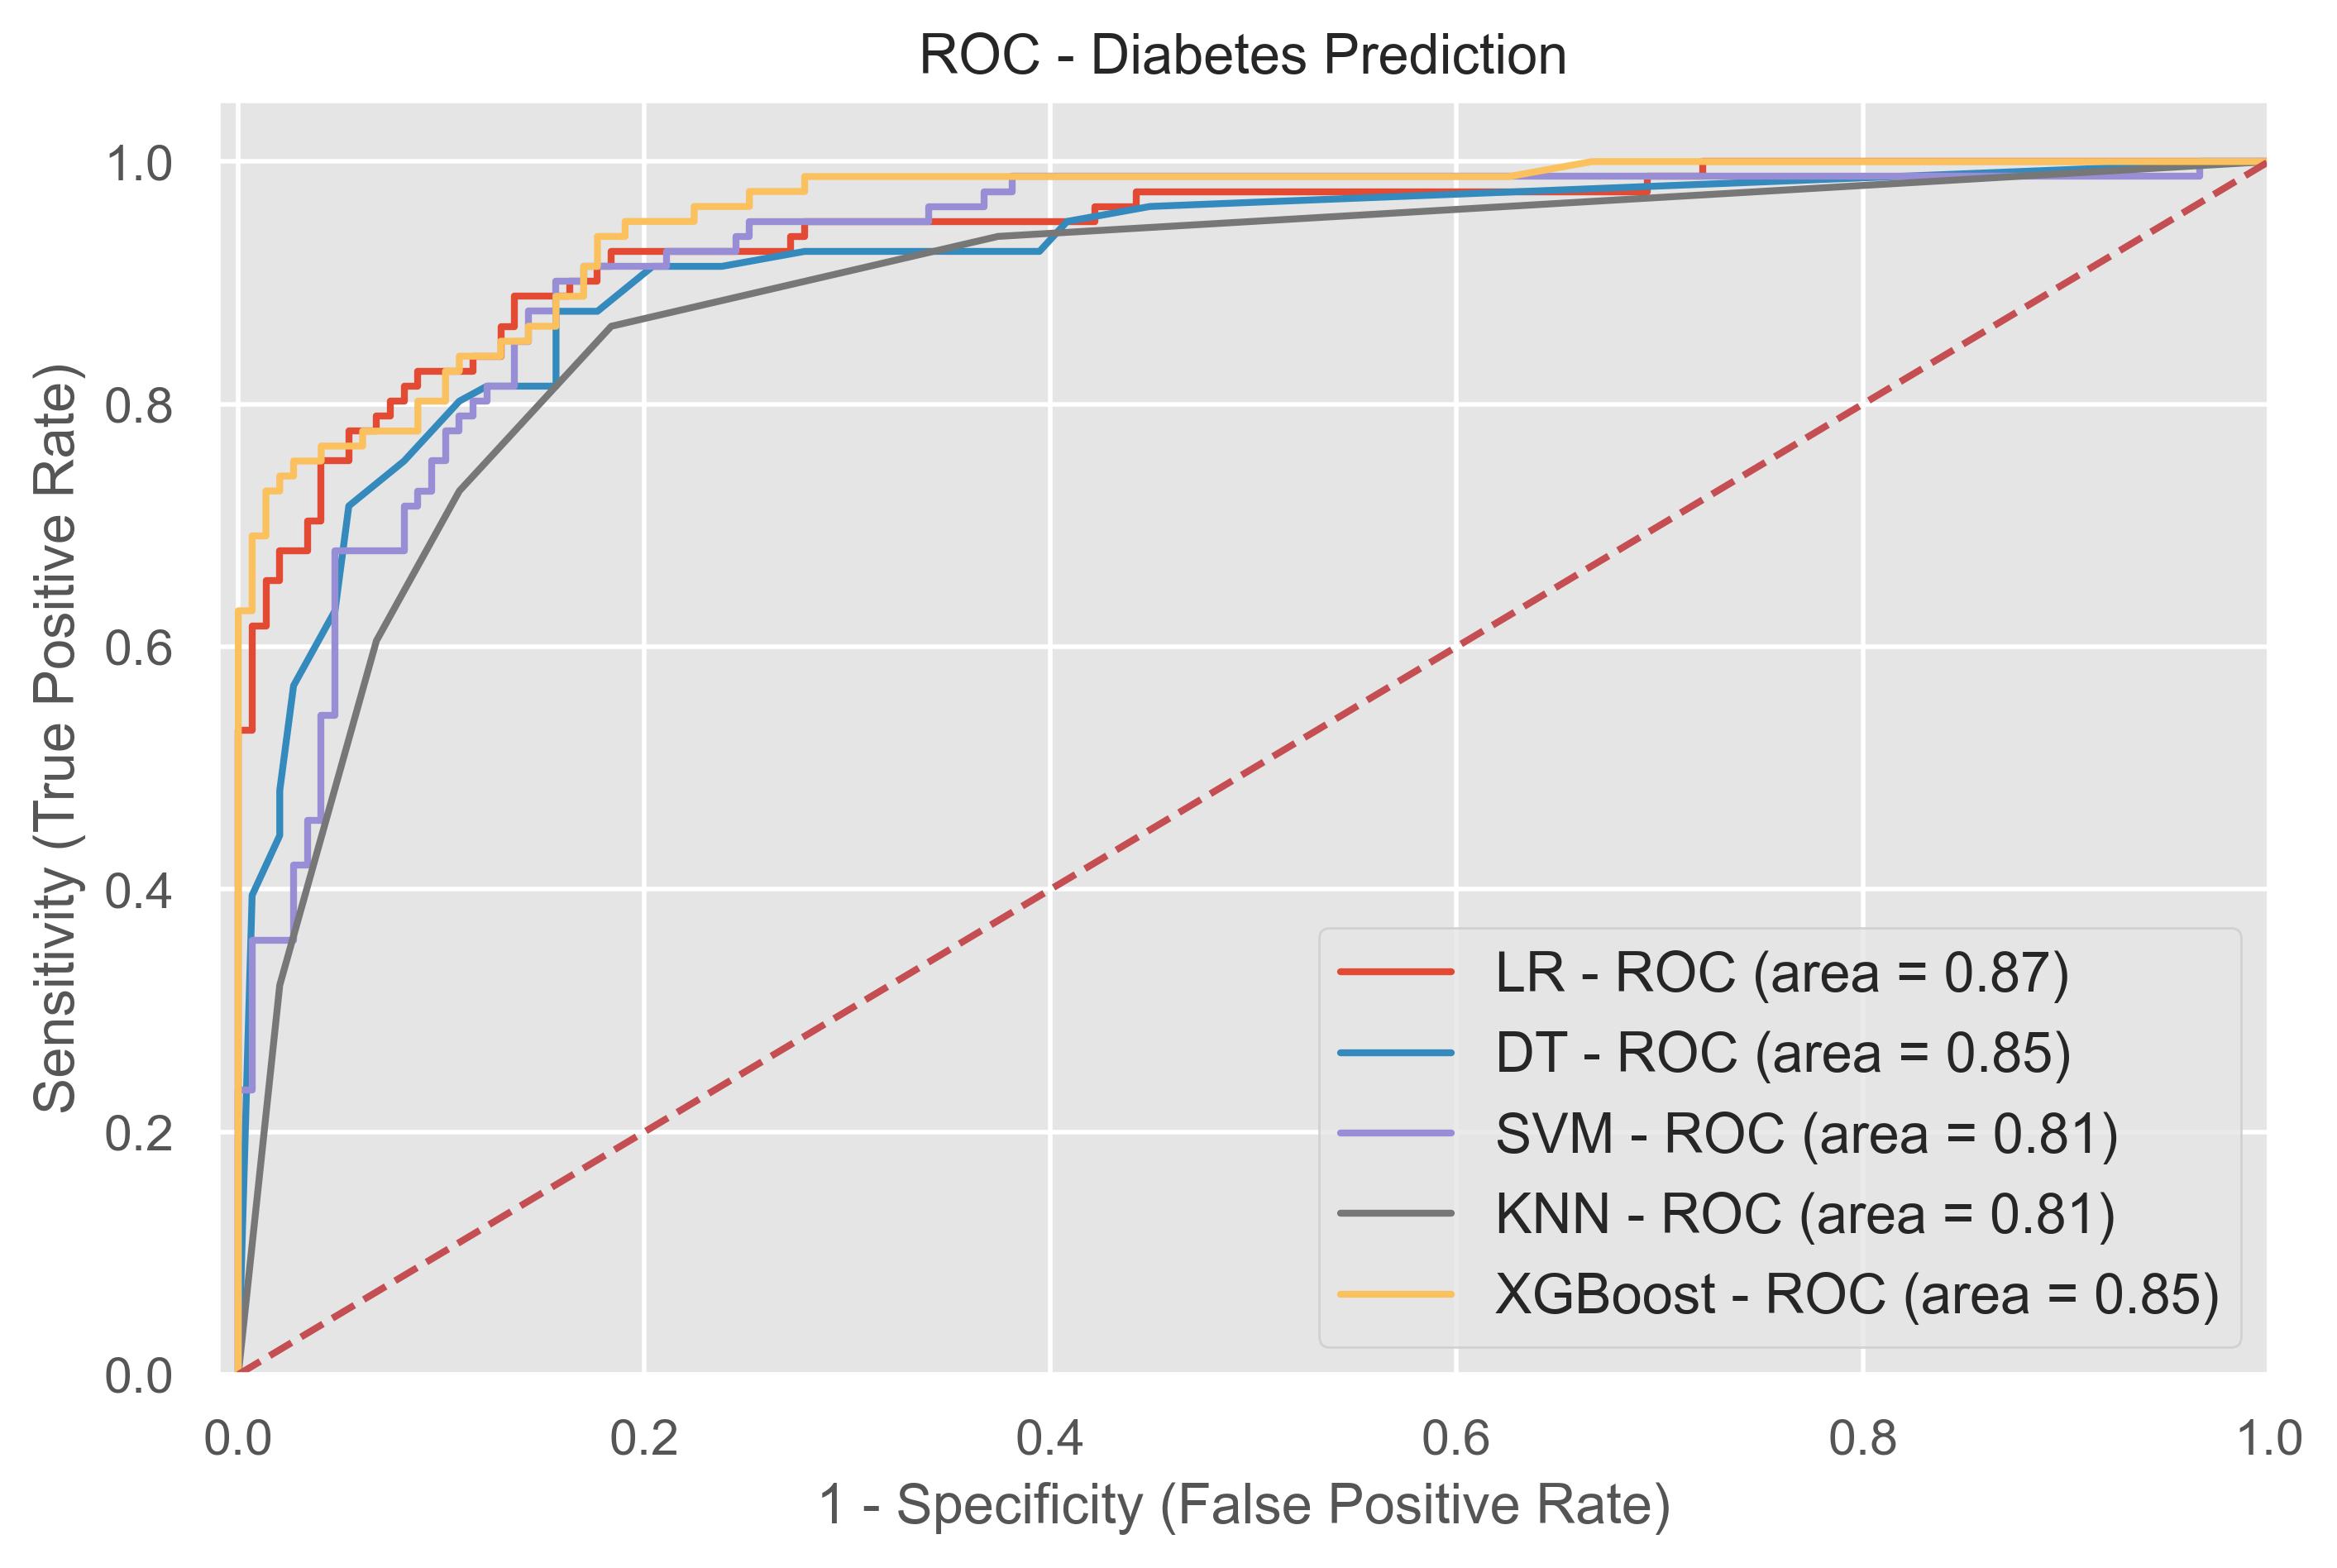 ROC - Diabetes Prediction
Sensitivity (True Positive Rate)
1.0
0.8
0.6
0.4
0.2
0.0
LR - ROC (area = 0.87)
DT - ROC (area = 0.85)
SVM - ROC (area = 0.81)
KNN - ROC (area = 0.81)
XGBoost - ROC (area = 0.85)
0.0 0.2 0.4 0.6 0.8 1.0
1 - Specificity (False Positive Rate)